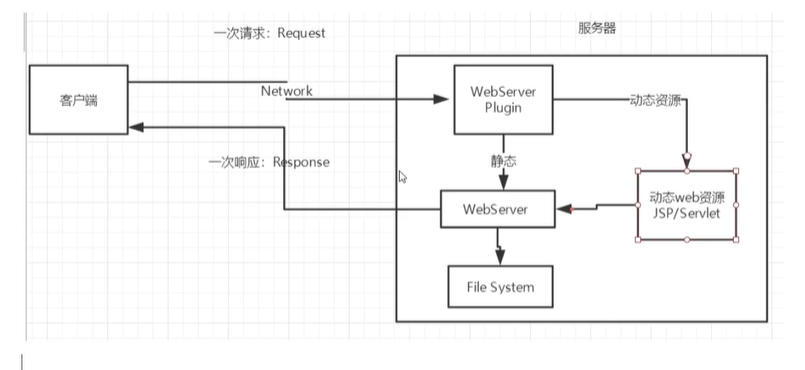 一次请求：Request
服务器
客户端
Network
WebServer
Plugin
动态资源
一次响应：Response
静态
动态web资源
JSP/Servlet
WebServer
File System